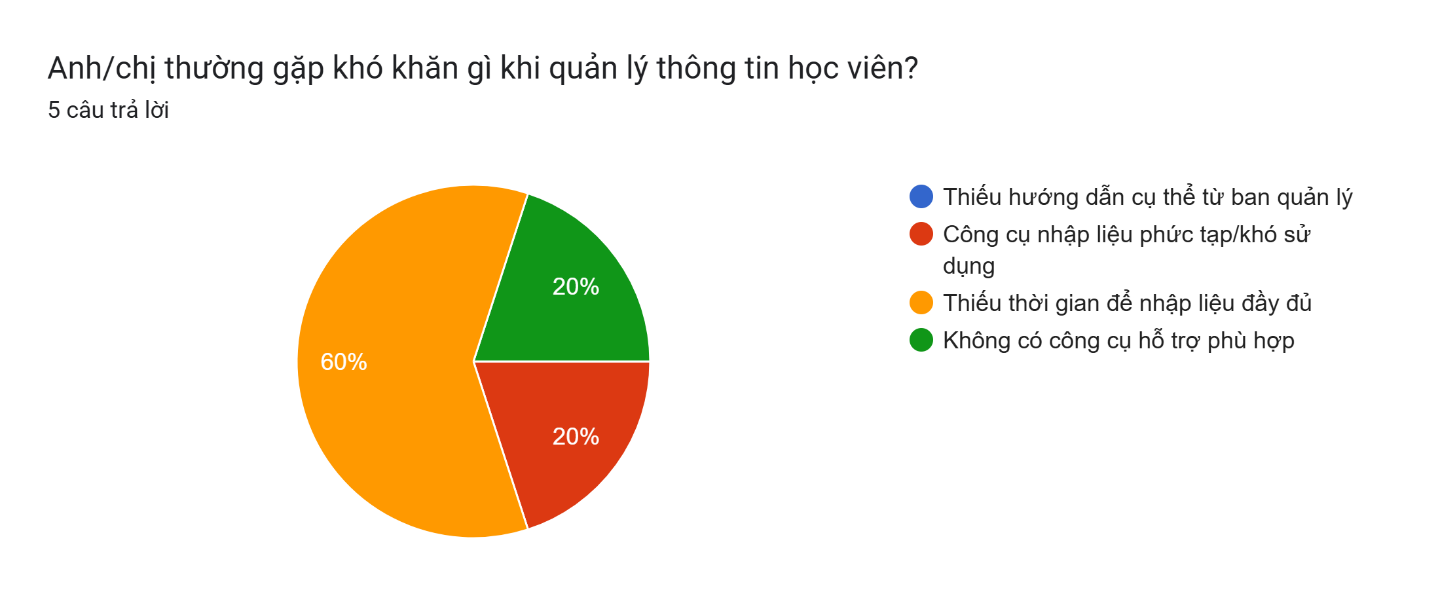 Anh/chị thường gặp khó khăn gì khi quản lý thông tin học viên?
5 câu trả lời
Thiếu hướng dẫn cụ thể từ ban quản lý
Công cụ nhập liệu phức tạp/khó sử
dụng
Thiếu thời gian để nhập liệu đầy đủ
Không có công cụ hỗ trợ phù hợp
20%
60%
20%